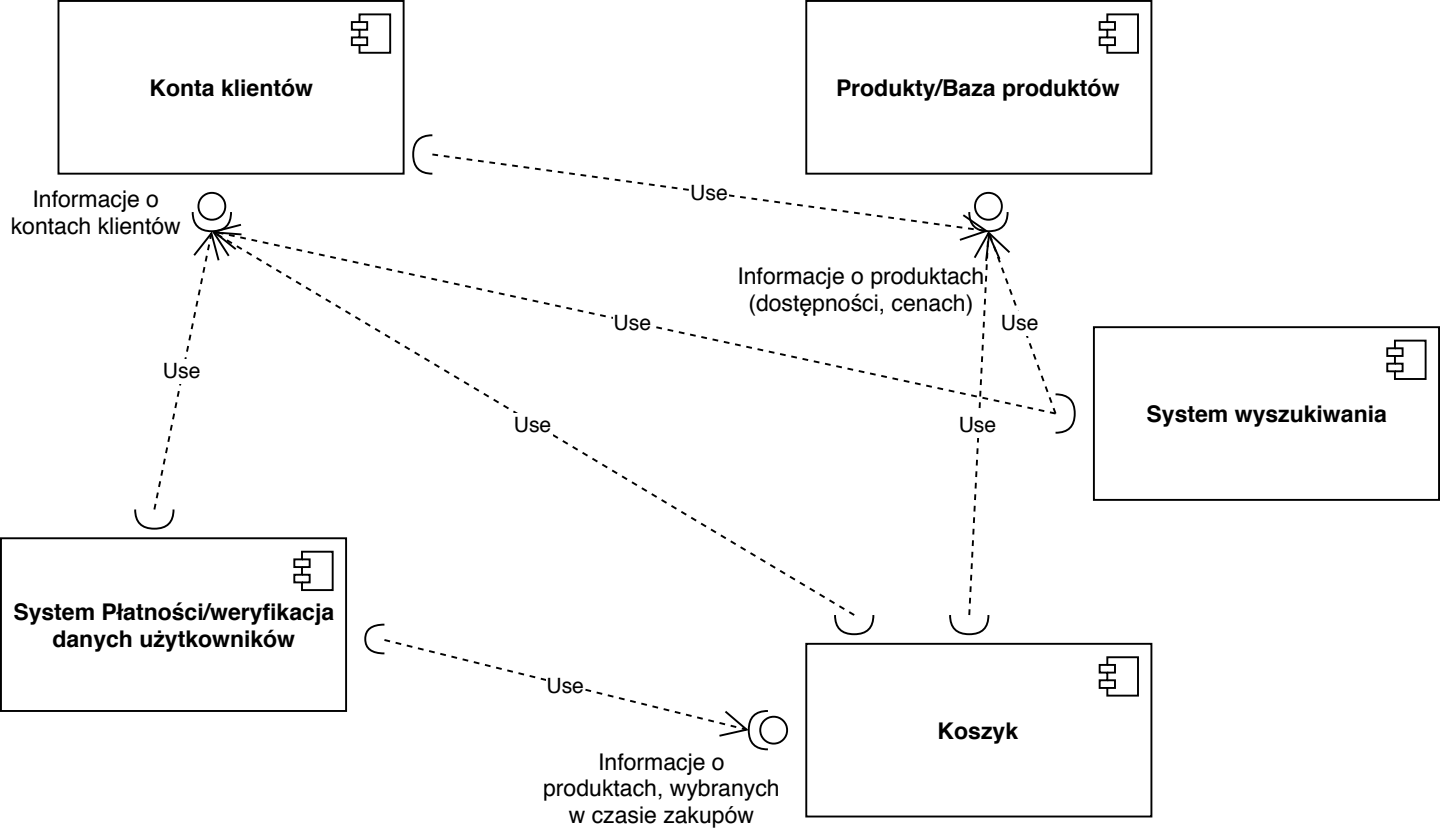 Konta klientów
Produkty/Baza produktów
Use
Informacje o
kontach klientów
Informacje o produktach
(dostępności, cenach)
Use
Use
Use
Use
Use
System wyszukiwania
System Płatności/weryfikacja
danych użytkowników
Use
Koszyk
Informacje o
produktach, wybranych
w czasie zakupów